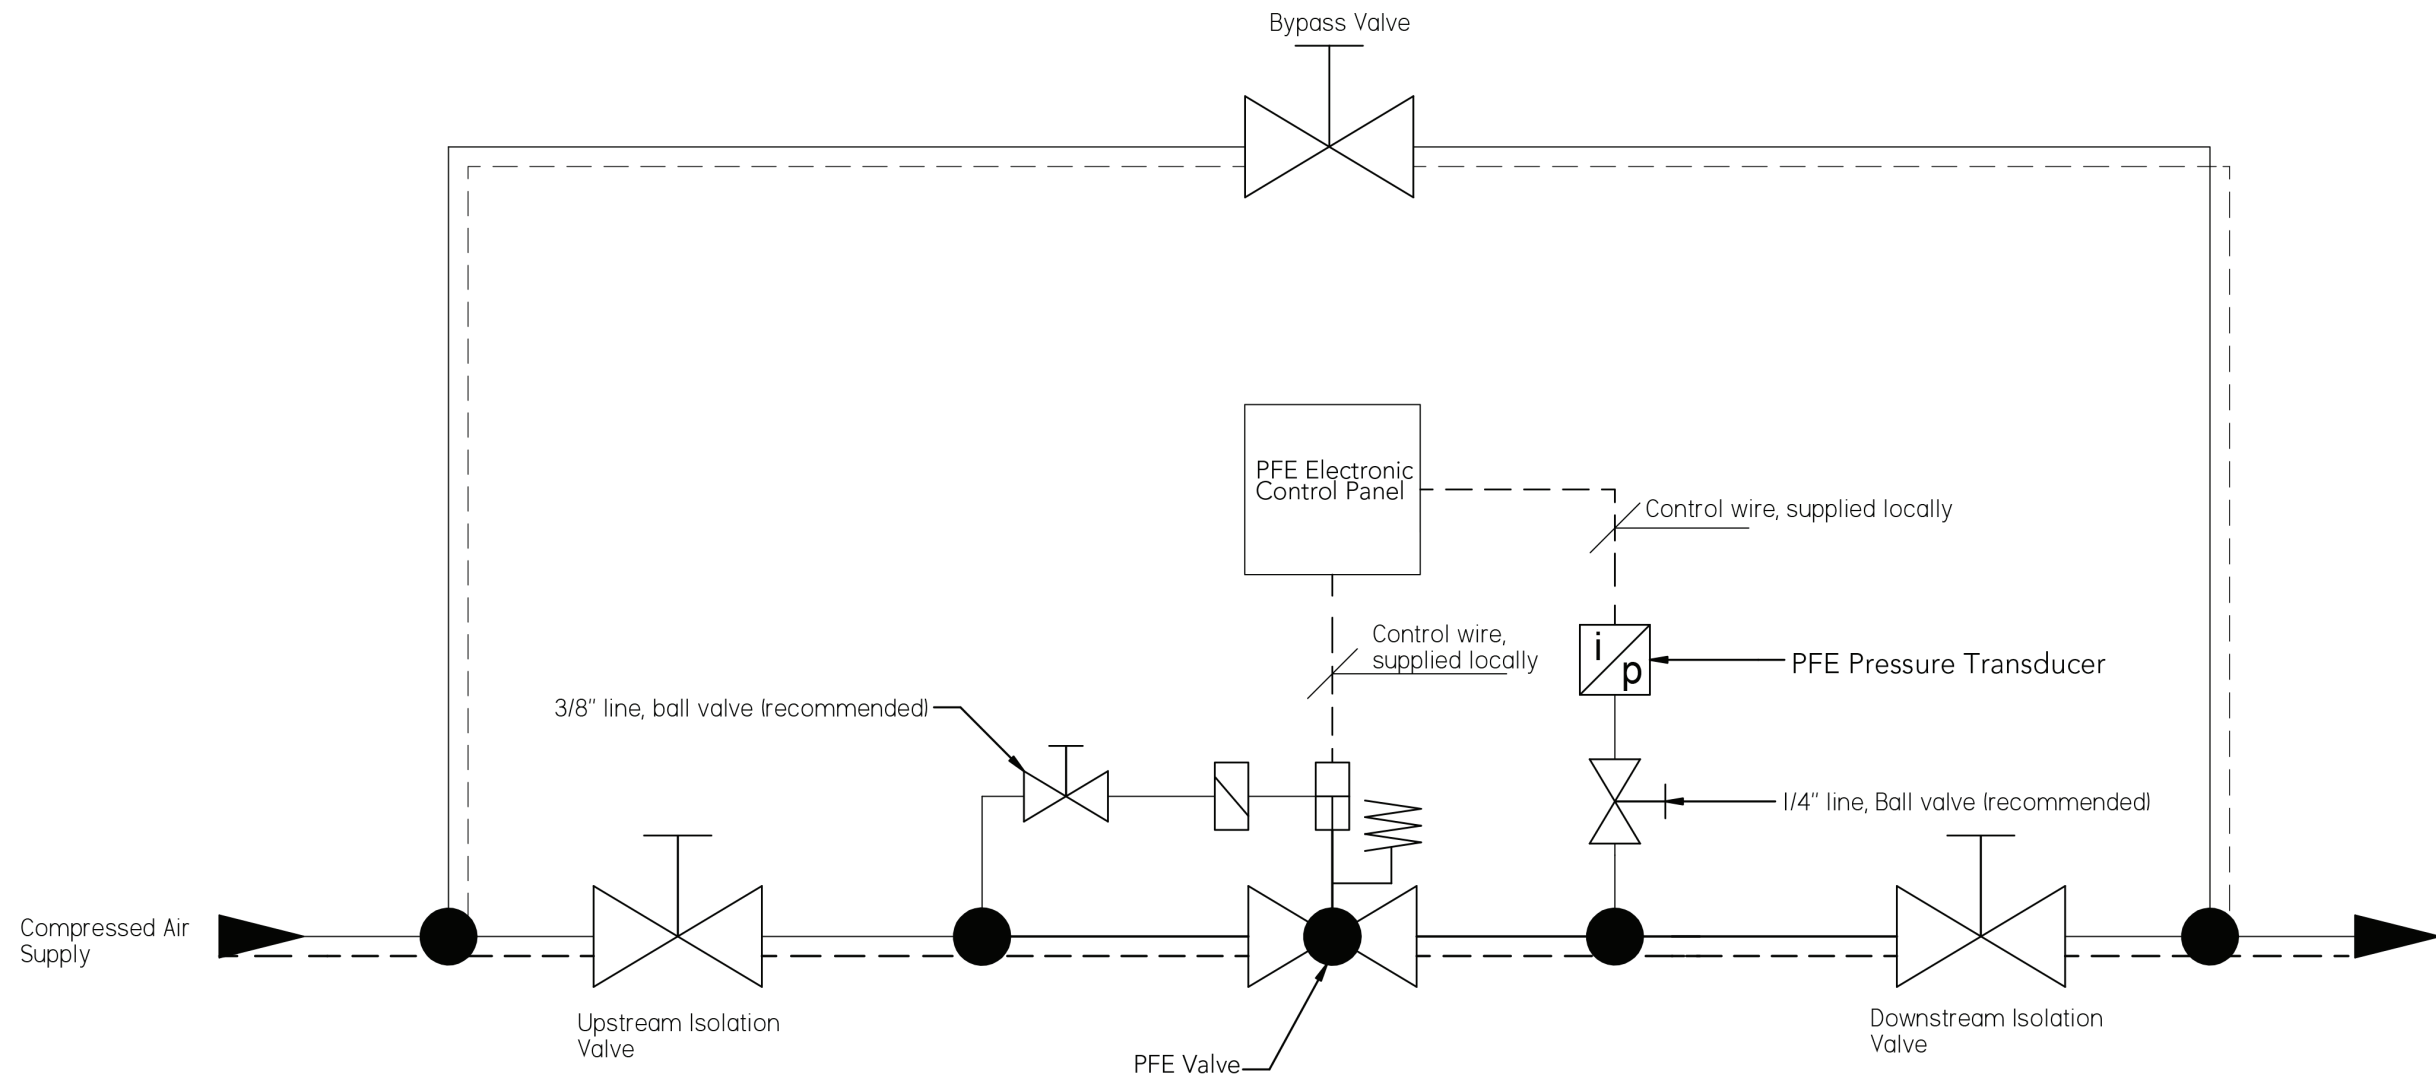 Bypass Valve
PFE Electronic
Control Panel
Control wire, supplied locally
Control wire,
supplied locally
i
p
PFE Pressure Transducer
3/8" line, ball valve (recommended)
1/4" line, Ball valve (recommended)
Compressed Air
Supply
Upstream Isolation
Valve
Downstream Isolation
Valve
PFE Valve